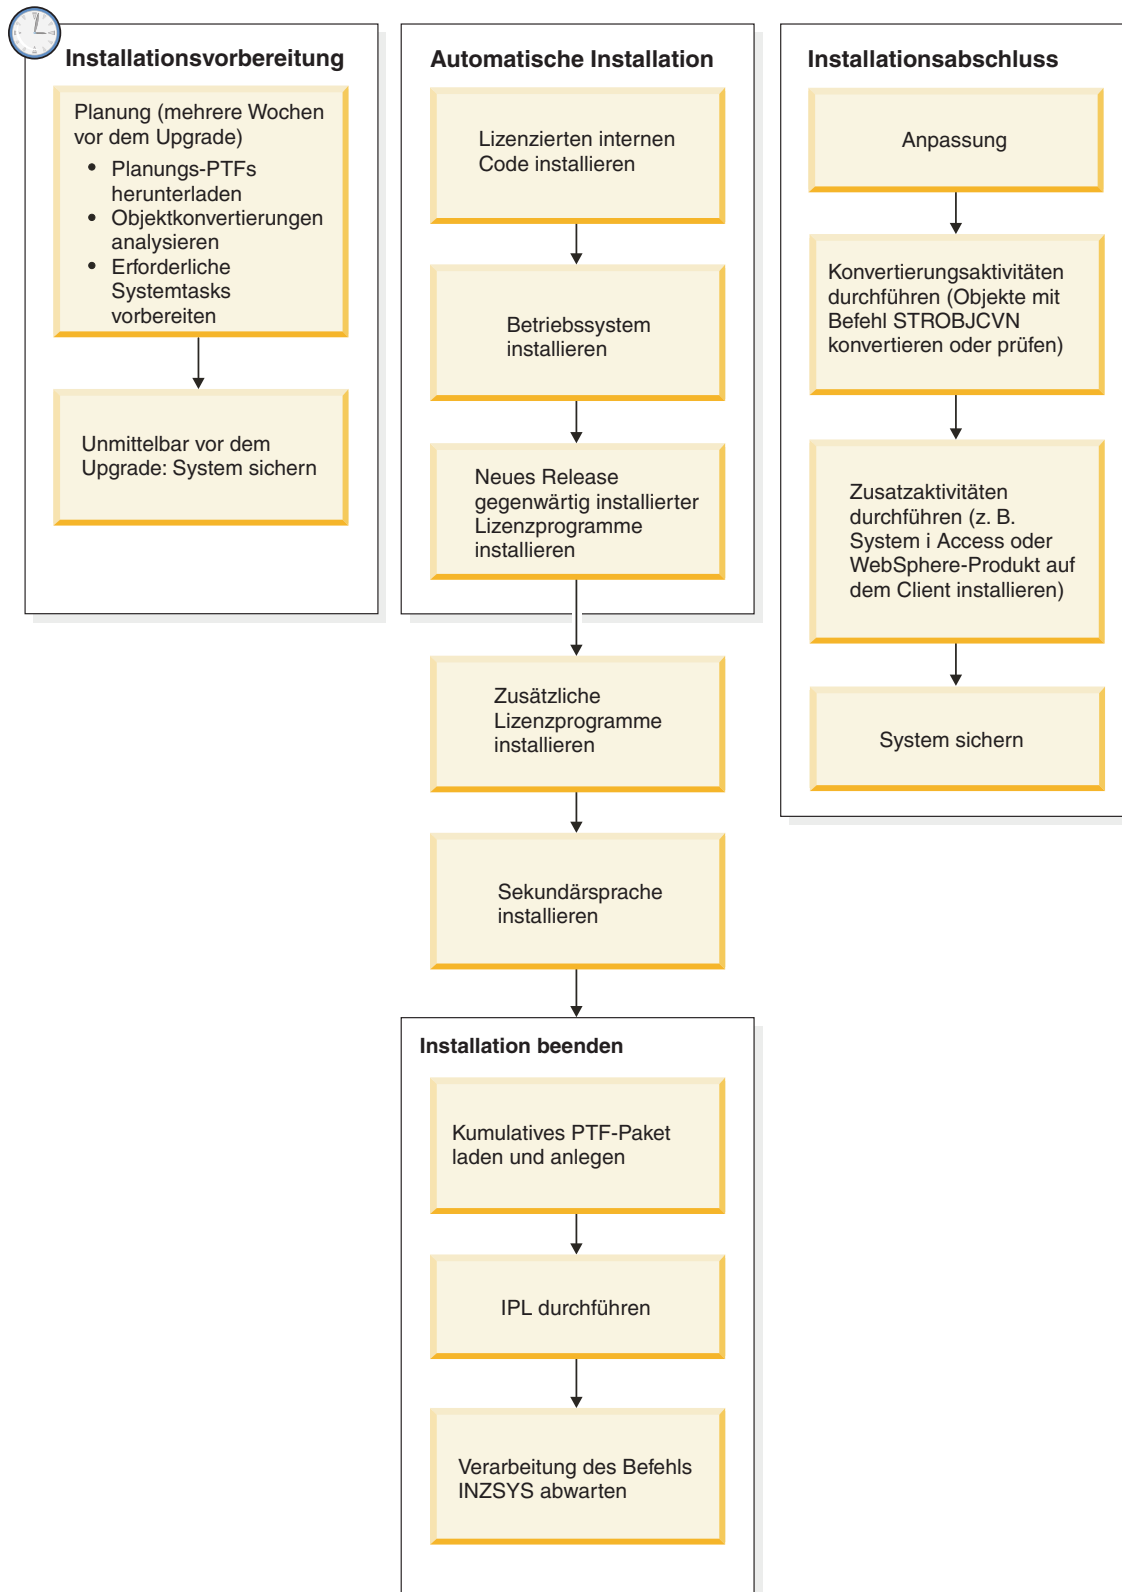 Installationsvorbereitung
Planung (mehrere Wochen
vor dem Upgrade)
• Planungs-PTFs
herunterladen
• Objektkonvertierungen
analysieren
• Erforderliche
Systemtasks
vorbereiten
Unmittelbar vor dem
Upgrade: System sichern
Automatische Installation
Lizenzierten internen
Code installieren
Betriebssystem
installieren
Neues Release
gegenwärtig installierter
Lizenzprogramme
installieren
Zusätzliche
Lizenzprogramme
installieren
Sekundärsprache
installieren
Installation beenden
Kumulatives PTF-Paket
laden und anlegen
IPL durchführen
Verarbeitung des Befehls
INZSYS abwarten
Installationsabschluss
Anpassung
Konvertierungsaktivitäten
durchführen (Objekte mit
Befehl STROBJCVN
konvertieren oder prüfen)
Zusatzaktivitäten
durchführen (z. B.
System i Access oder
WebSphere-Produkt auf
dem Client installieren)
System sichern